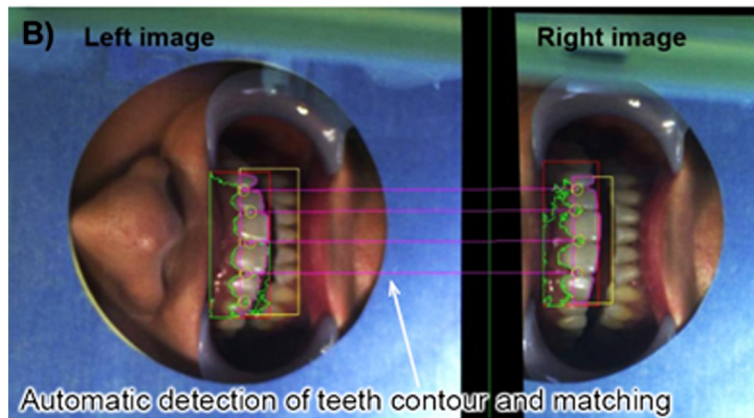 B) Left image
Right image
Automatic detection of teeth contour and matching